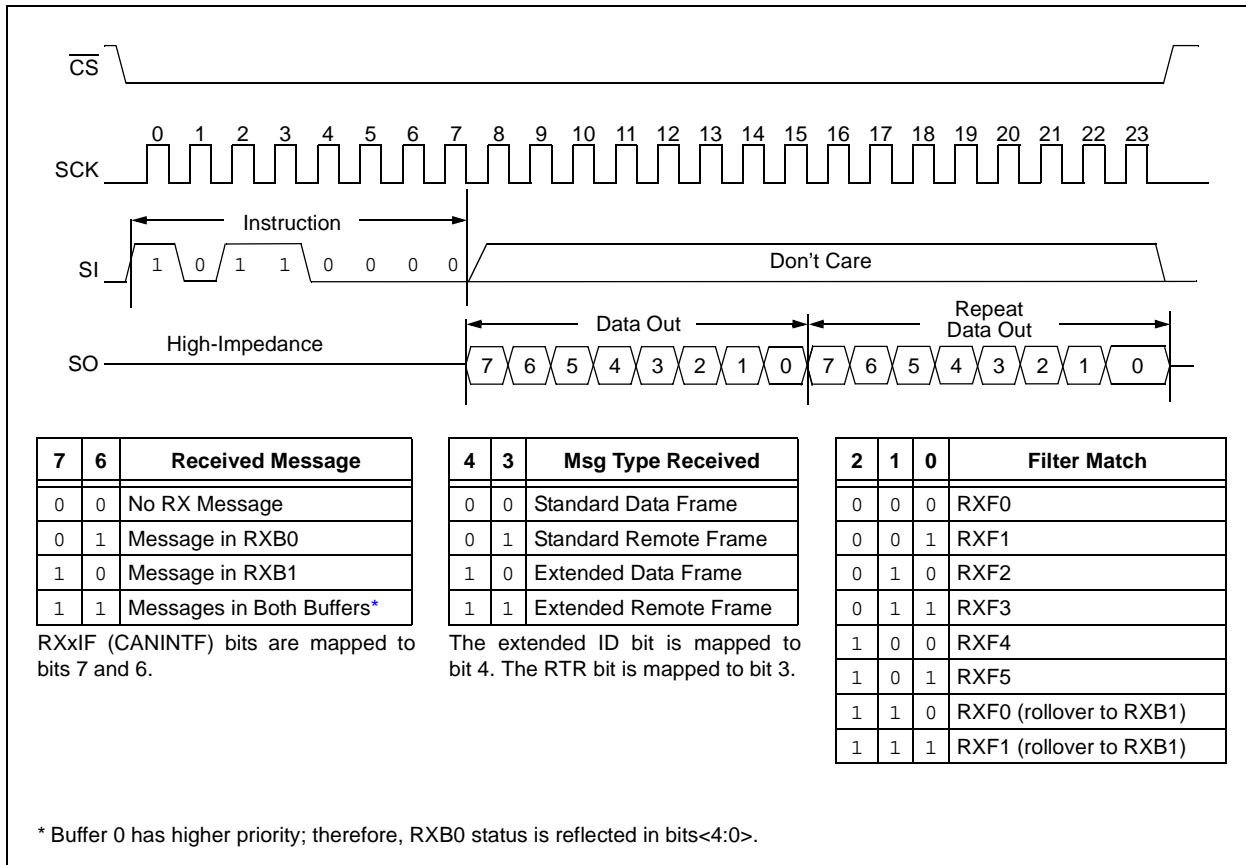 CS
0 1 2 3 4 5 6 7 8 9 10 11 12 13 14 15 16 17 18 19 20 21 22 23
SCK
Instruction
SI 1 0 1 1 0 0 0 0 Don't Care
Data Out
Repeat
Data Out
High-Impedance
SO 7 6 5 4 3 2 1 0 7 6 5 4 3 2 1 0
7 6 Received Message
0 0 No RX Message
0 1 Message in RXB0
1 0 Message in RXB1
1 1 Messages in Both Buffers*
RXxIF (CANINTF) bits are mapped to
bits 7 and 6.
4 3 Msg Type Received
0 0 Standard Data Frame
0 1 Standard Remote Frame
1 0 Extended Data Frame
1 1 Extended Remote Frame
The extended ID bit is mapped to
bit 4. The RTR bit is mapped to bit 3.
2 1 0 Filter Match
0 0 0 RXF0
0 0 1 RXF1
0 1 0 RXF2
0 1 1 RXF3
1 0 0 RXF4
1 0 1 RXF5
1 1 0 RXF0 (rollover to RXB1)
1 1 1 RXF1 (rollover to RXB1)
* Buffer 0 has higher priority; therefore, RXB0 status is reflected in bits<4:0>.